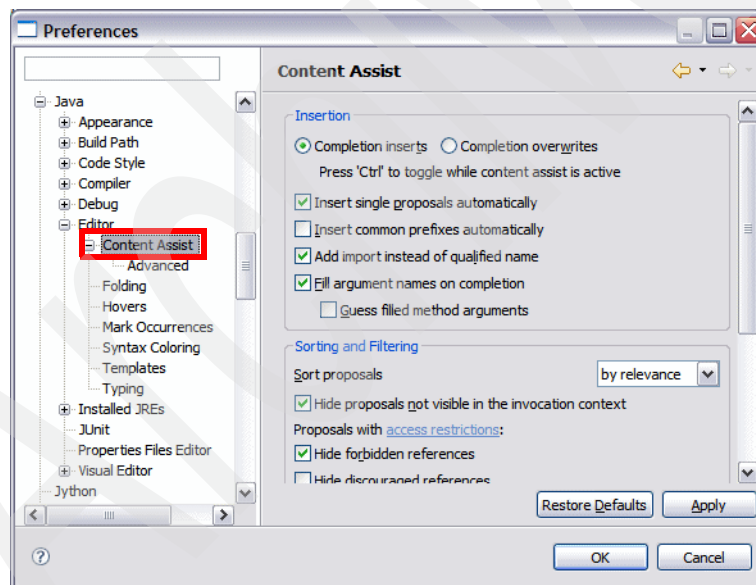 Preferences
Content Assist
Java
Appearance
Build Path
Code Style
Compiler
Debug
Editor
Content Assist
Advanced
Folding
Hovers
Mark Occurrences
Syntax Coloring
Templates
Typing
Installed JREs
JUnit
Properties Files Editor
Visual Editor
Jython
Insertion
Completion inserts Completion overwrites
Press 'Ctrl' to toggle while content assist is active
Insert single proposals automatically
Insert common prefixes automatically
Add import instead of qualified name
Fill argument names on completion
Guess filled method arguments
Sorting and Filtering
Sort proposals by relevance
Hide proposals not visible in the invocation context
Proposals with access restrictions:
Hide forbidden references
Hide discouraged references
Restore Defaults Apply
OK Cancel